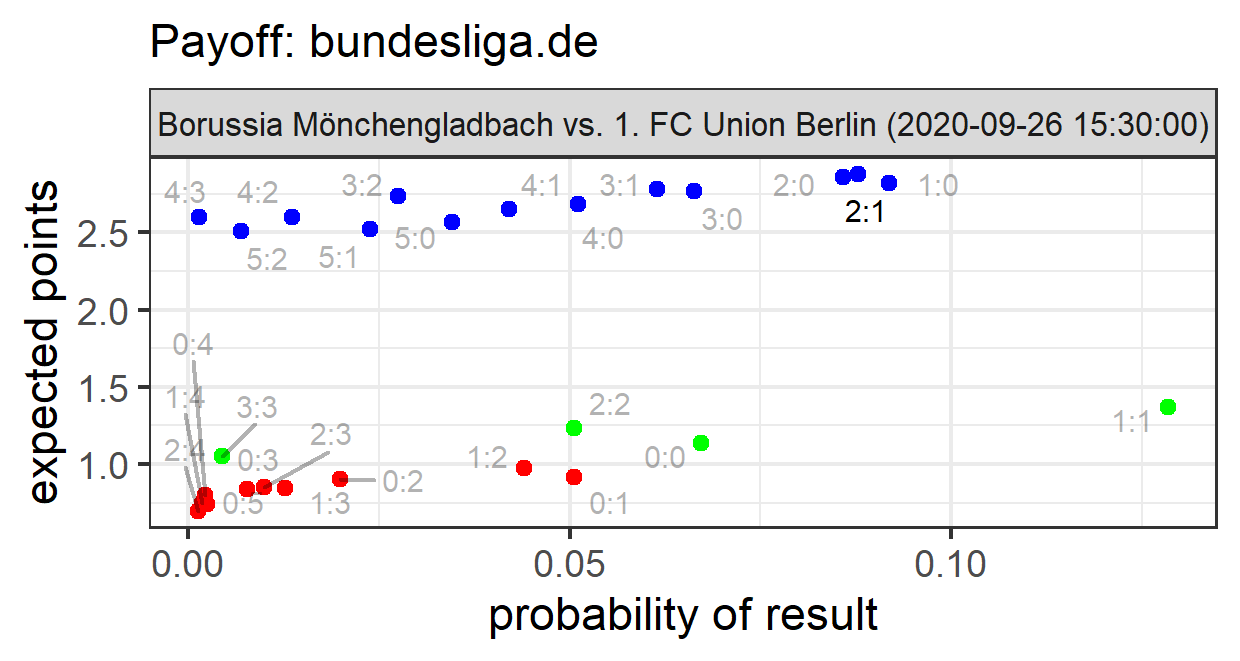 Payoff: bundesliga.de
Borussia Mönchengladbach vs. 1. FC Union Berlin (2020-09-26 15:30:00)
4:3 4:2 3:2 4:1 3:1 2:0 1:0
2:1
3:0
5:2 5:1 5:0 4:0
0:4
1:4 3:3 2:2
2:3 1:1
2:4 0:3 1:2 0:0
0:2
0:5 1:3 0:1
2.5
2.0
1.5
1.0
expected points
0.00 0.05 0.10
probability of result